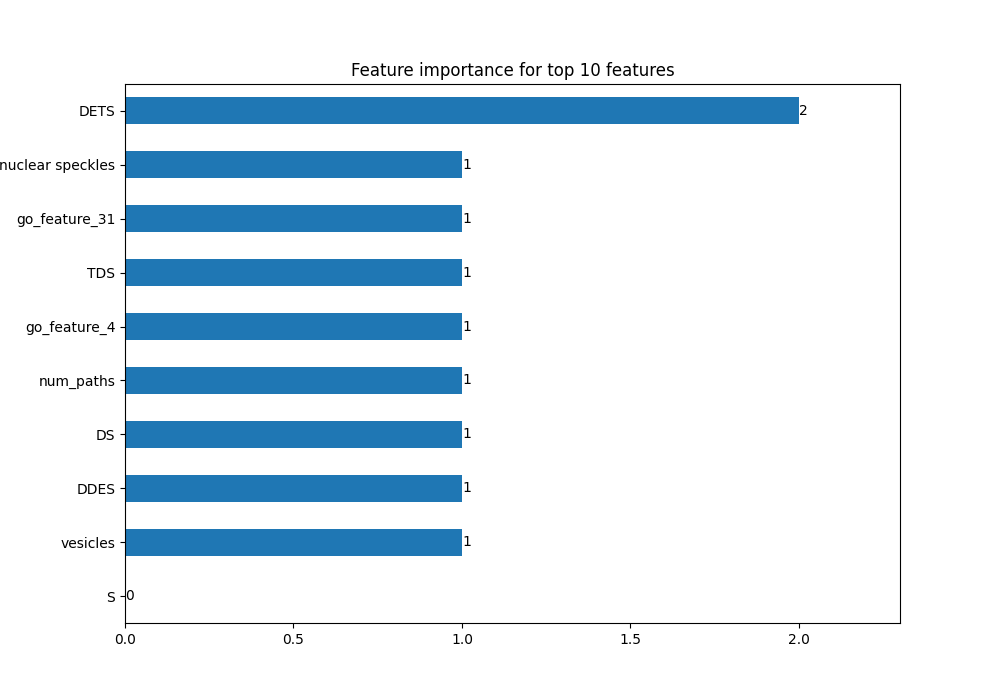 Feature importance for top 10 features
DETS 2
nuclear speckles 1
go_feature_31 1
TDS 1
go_feature_4 1
num_paths 1
DS 1
DDES 1
vesicles 1
S 0
0.0 0.5 1.0 1.5 2.0